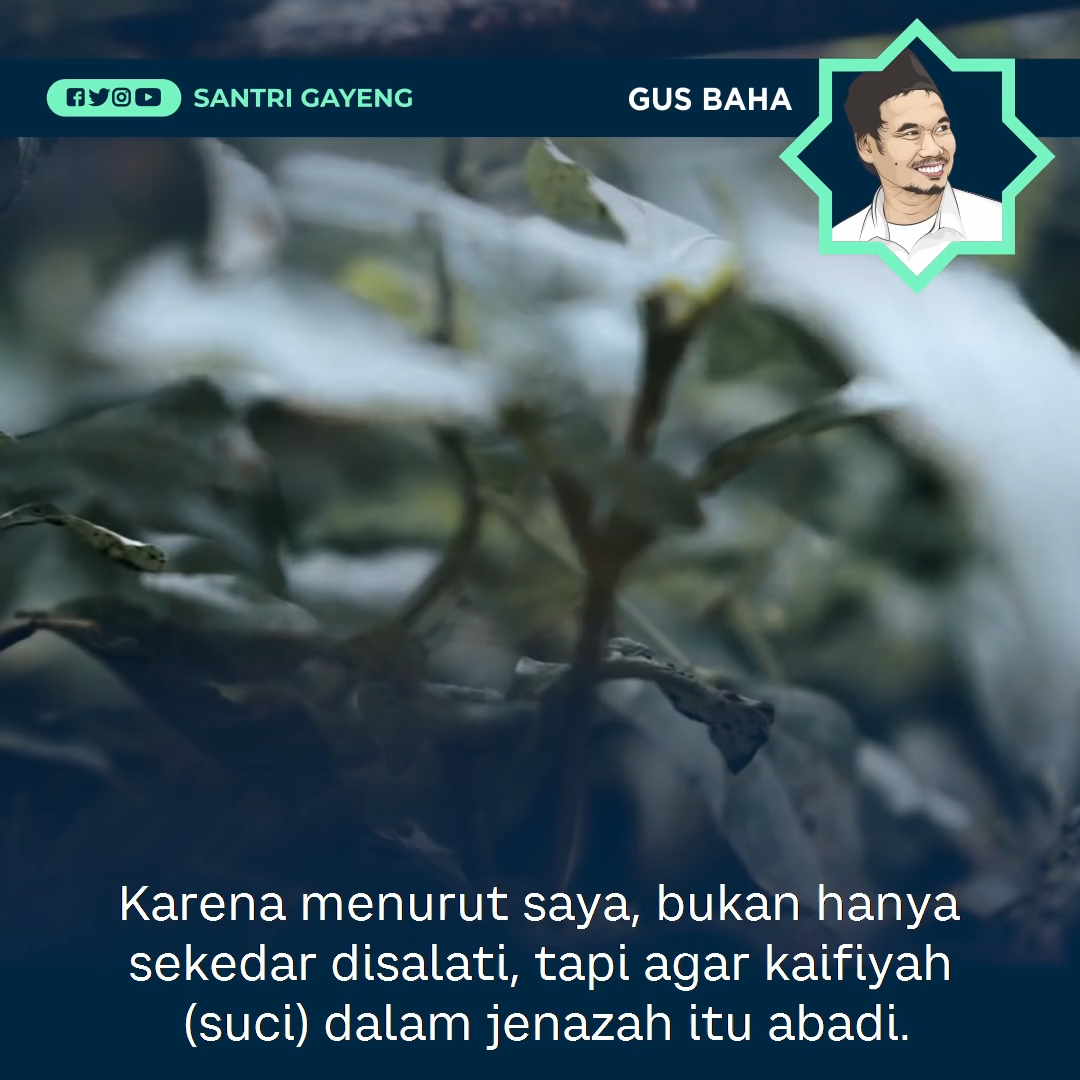 SANTRI GAYENG
GUS BAHA
Karena menurut saya, bukan hanya
sekedar disalati, tapi agar kaifiyah
(suci) dalam jenazah itu abadi.